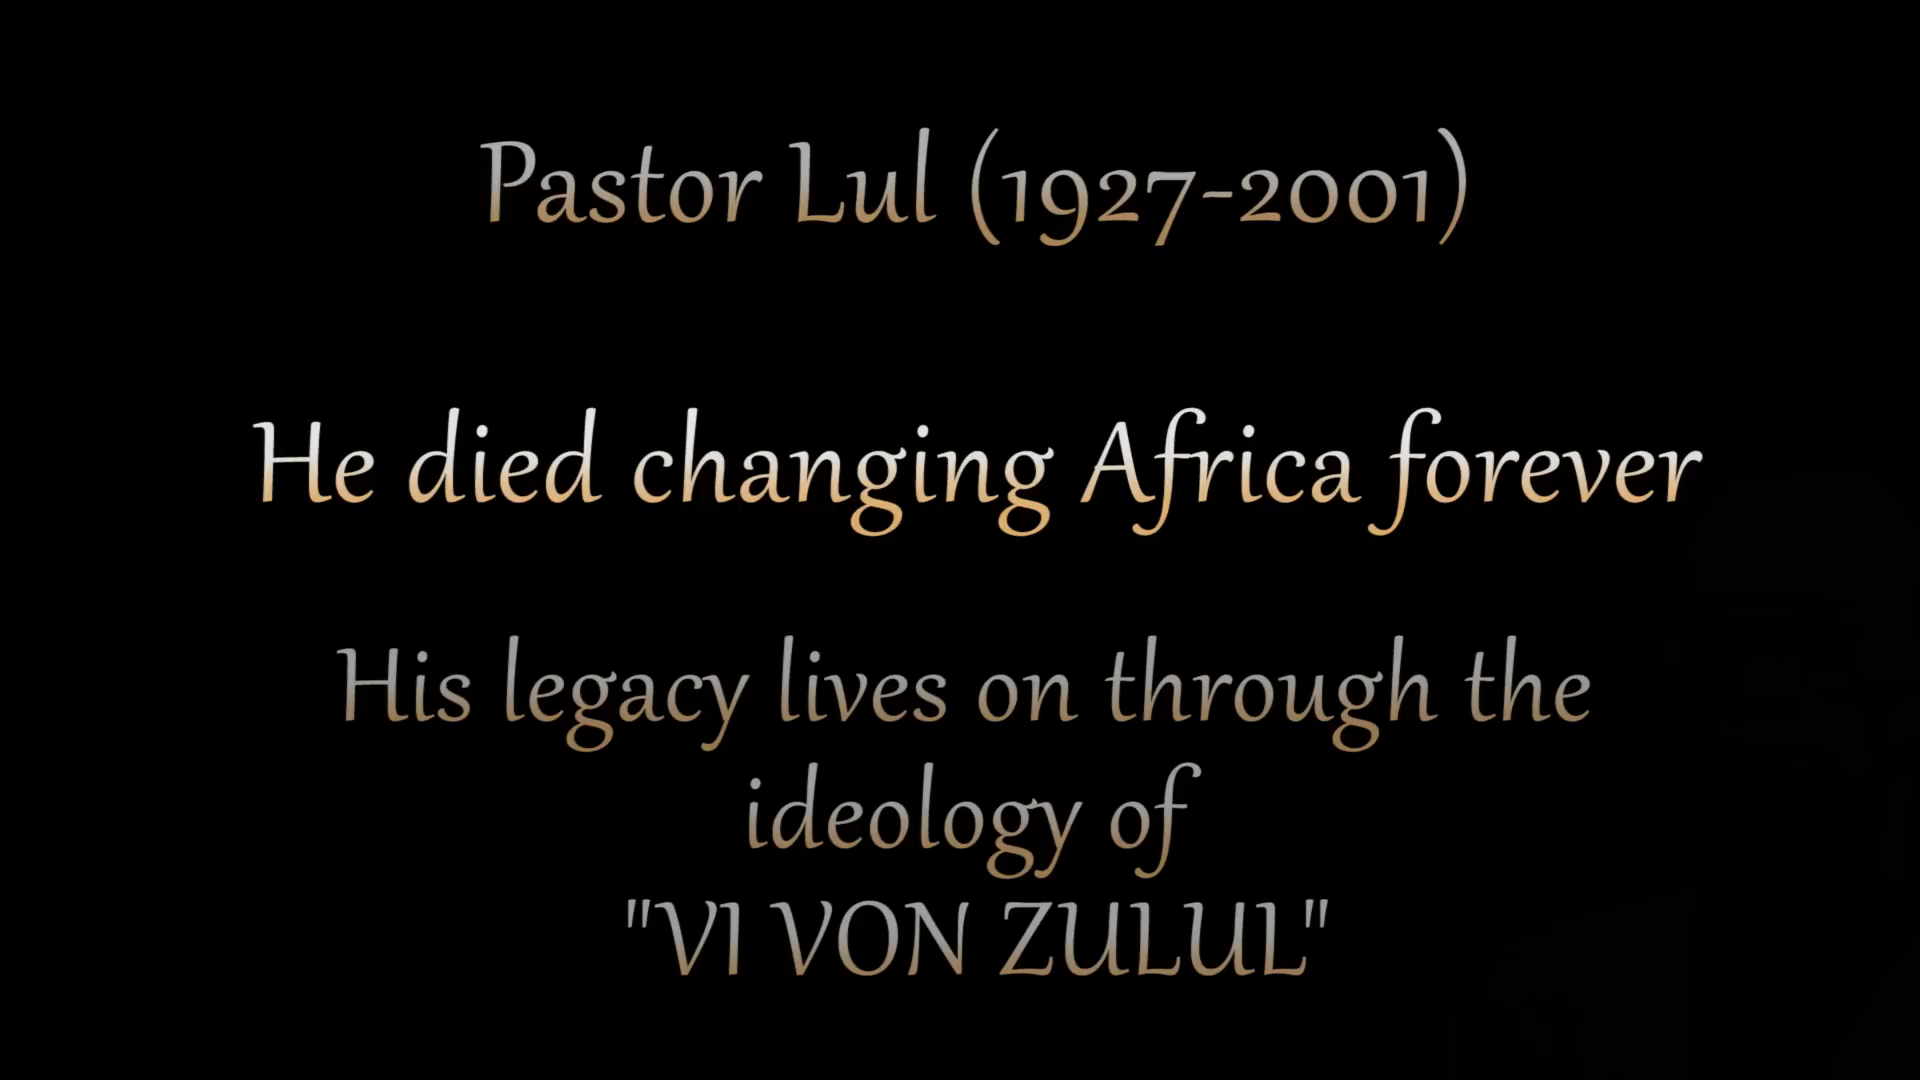 Pastor Lul (1927-2001)
He died changing Africa forever
His legacy lives on through the
ideology of
"VI VON ZULUL"